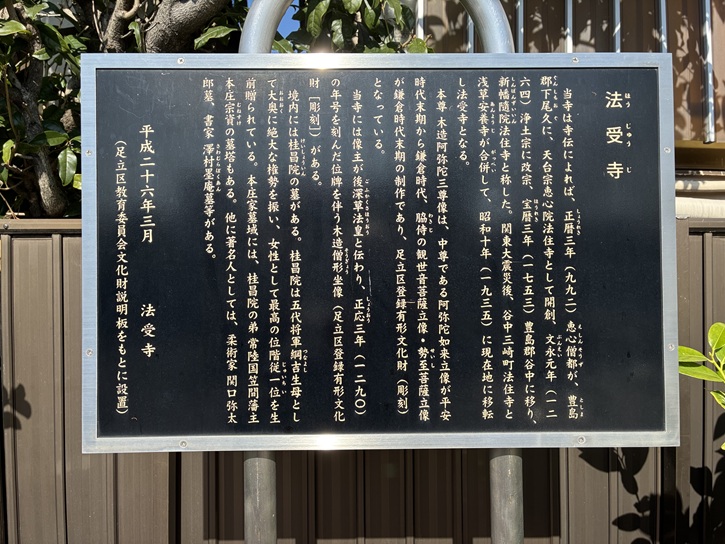 法受寺
ほうじゅじ
当寺は寺伝によれば、正暦三年(九九二)恵心僧都が、豊島
郡下尾久に、天台宗恵心院法住寺として開創、文永元年(一二
六四)浄土宗に改宗、宝暦三年(一七五三)豊島郡谷中に移り、
新幡随院法住寺と称した。関東大震災後、谷中三崎町法住寺と
浅草安養寺が合併して、昭和十年(一九三五)に現在地に移転
し法受寺となる。
本尊 木造阿弥陀三尊像は、中尊である阿弥陀如来立像が平安
時代末期から鎌倉時代、脇侍の観世音菩薩立像・勢至菩薩立像
が鎌倉時代末期の制作であり、足立区登録有形文化財(彫刻)
となっている。
当寺には像主が後深草法皇と伝わり、正応三年(一二九〇)
の年号を刻んだ位牌を伴う木造僧形坐像(足立区登録有形文化
財[彫刻])がある。
境内には桂昌院の墓がある。桂昌院は五代将軍綱吉生母とし
て大奥に絶大な権勢を振い、女性として最高の位階従一位を生
前贈られている。本庄家墓域には、桂昌院の弟 常陸国笠間藩主
本庄宗資の墓塔もある。他に著名人としては、柔術家 関口弥太
郎墓、書家 澤村墨庵墓等がある。
平成二十六年三月 法受寺
(足立区教育委員会文化財説明板をもとに設置)